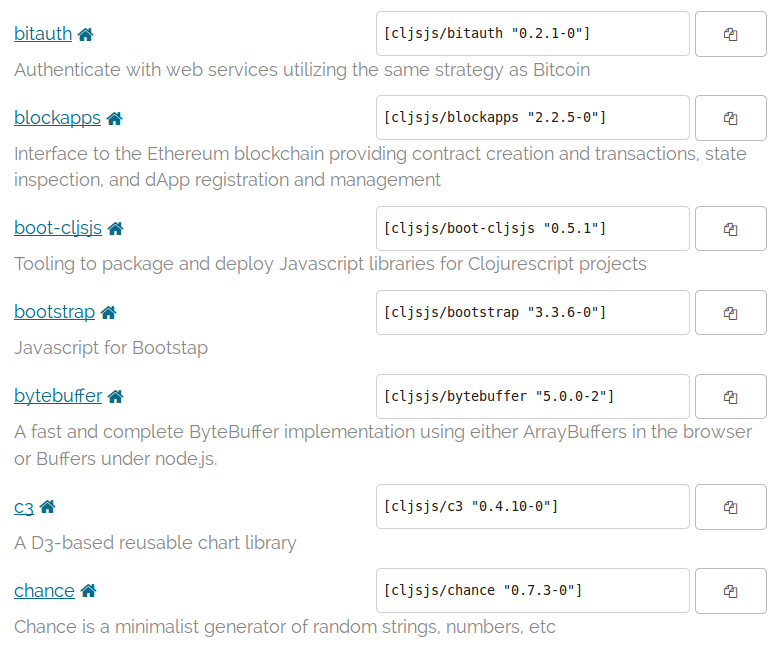 bitauth [cljsjs/bitauth "0.2.1-0"]
Authenticate with web services utilizing the same strategy as Bitcoin
blockapps [cljsjs/blockapps "2.2.5-0"]
Interface to the Ethereum blockchain providing contract creation and transactions, state
inspection, and dApp registration and management
boot-cljsjs [cljsjs/boot-cljsjs "0.5.1"]
Tooling to package and deploy Javascript libraries for Clojurescript projects
bootstrap [cljsjs/bootstrap "3.3.6-0"]
Javascript for Bootstap
bytebuffer [cljsjs/bytebuffer "5.0.0-2"]
A fast and complete ByteBuffer implementation using either ArrayBuffers in the browser
or Buffers under node.js.
c3 [cljsjs/c3 "0.4.10-0"]
A D3-based reusable chart library
chance [cljsjs/chance "0.7.3-0"]
Chance is a minimalist generator of random strings, numbers, etc